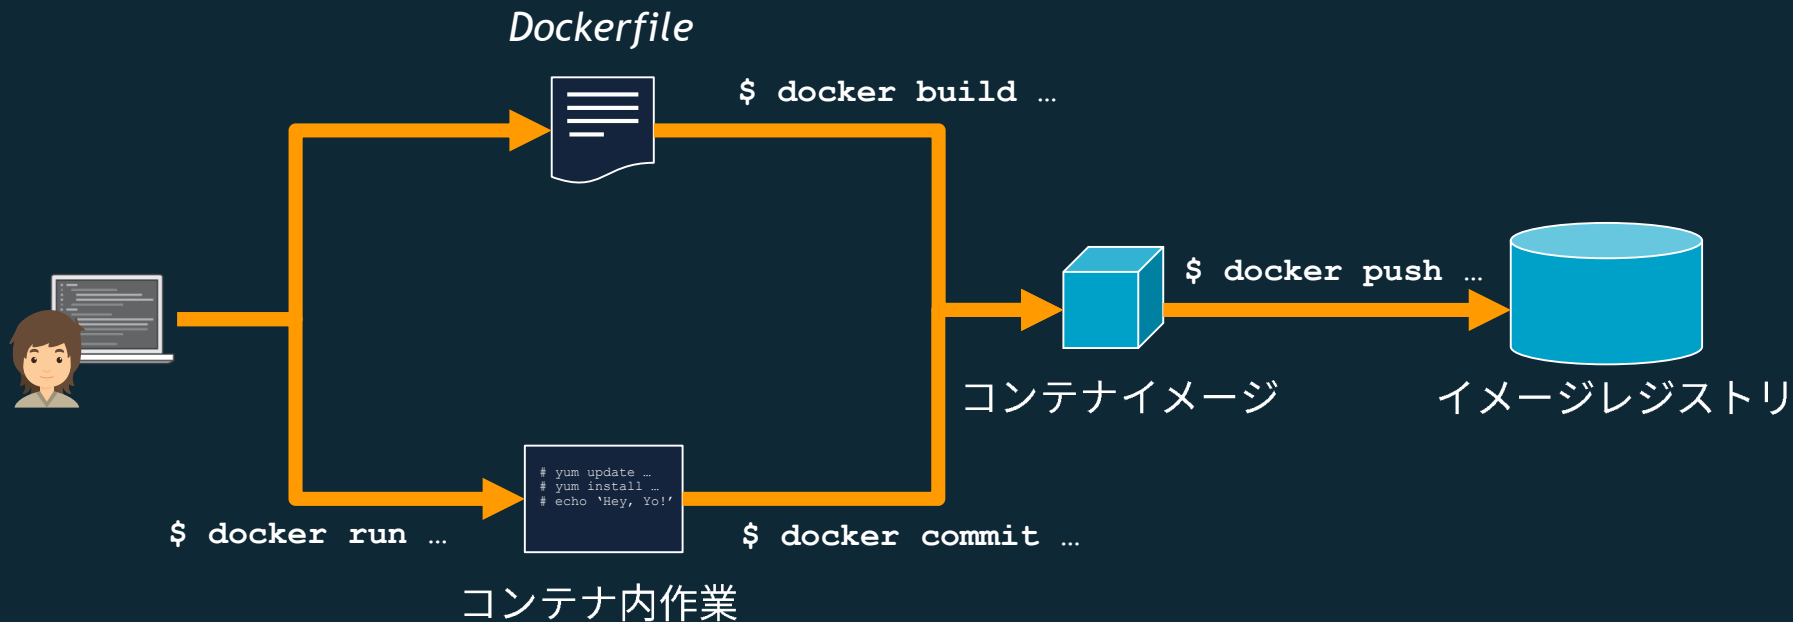 Dockerfile
$ docker build …
$ docker push …
コンテナイメージ
イメージレジストリ
# yum update …
# yum install …
# echo ‘Hey, Yo!’
$ docker run …
$ docker commit …
コンテナ内作業